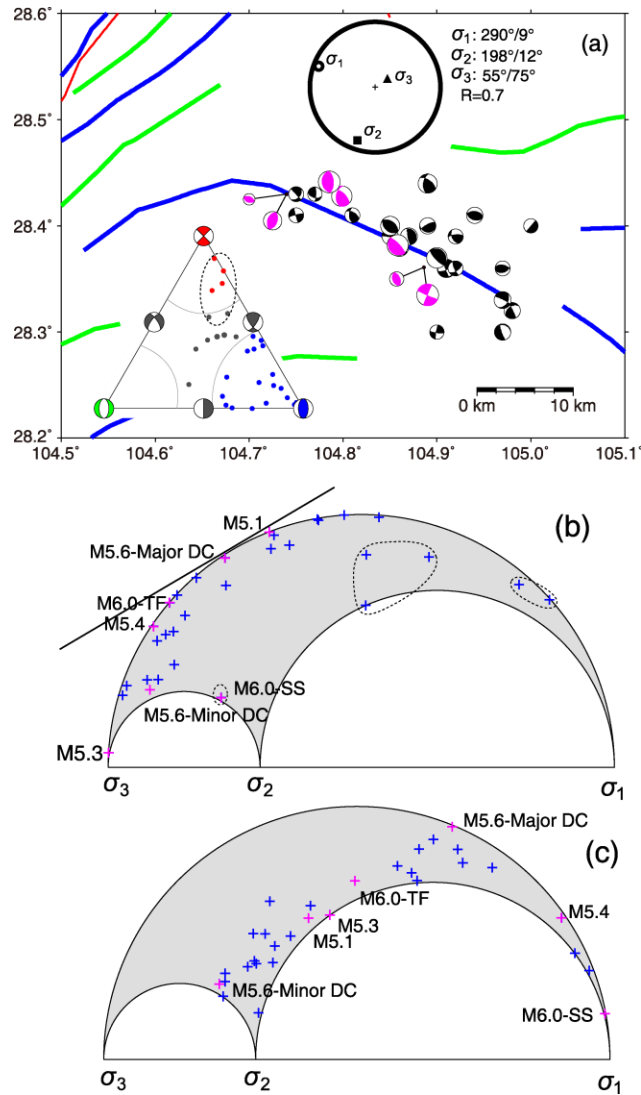 28.6°
(a)
σ1: 290°/9°
σ2: 198°/12°
σ3: 55°/75°
R=0.7
σ1
σ3
σ2
28.5°
28.4°
28.3°
28.2°
0 km 10 km
104.5° 104.6° 104.7° 104.8° 104.9° 105.0° 105.1°
(b)
M5.1
M5.6-Major DC
M6.0-TF
M5.4
M6.0-SS
M5.6-Minor DC
M5.3
σ3 σ2 σ1
(c)
M5.6-Major DC
M6.0-TF
M5.4
M5.3
M5.1
M5.6-Minor DC
M6.0-SS
σ3 σ2 σ1